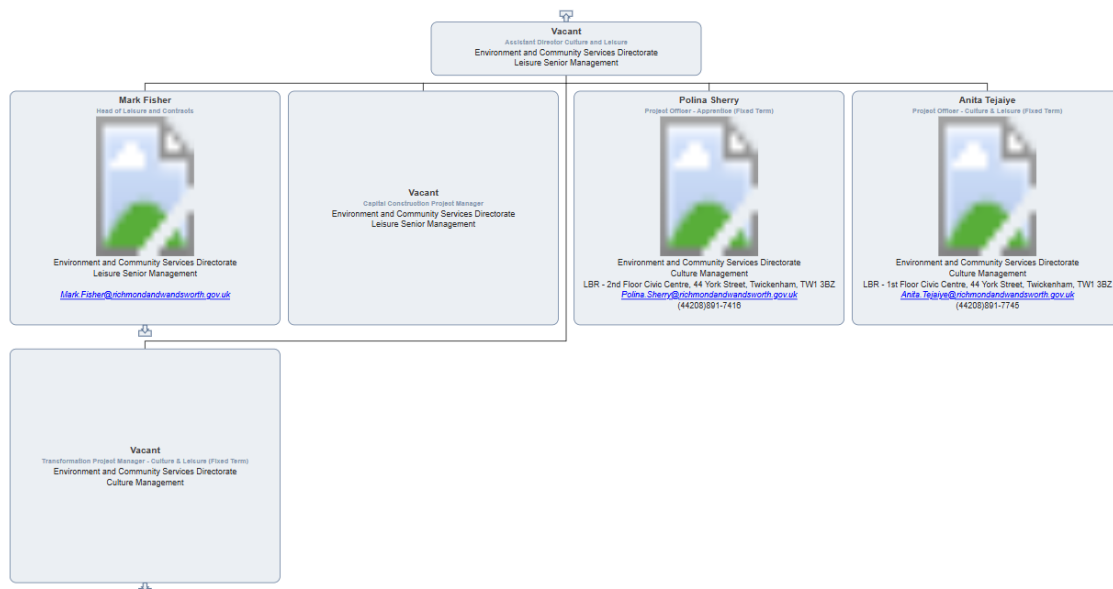 Vacant
Assistant Director Culture and Leisure
Environment and Community Services Directorate
Leisure Senior Management
Mark Fisher
Head of Leisure and Contracts
Environment and Community Services Directorate
Leisure Senior Management
Mark.Fisher@richmondandwandsworth.gov.uk
Vacant
Capital Construction Project Manager
Environment and Community Services Directorate
Leisure Senior Management
Polina Sherry
Project Officer - Apprentice (Fixed Term)
Environment and Community Services Directorate
Culture Management
LBR - 2nd Floor Civic Centre, 44 York Street, Twickenham, TW1 3BZ
Polina.Sherry@richmondandwandsworth.gov.uk
(44208)891-7416
Anita Tejaiye
Project Officer - Culture & Leisure (Fixed Term)
Environment and Community Services Directorate
Culture Management
LBR - 1st Floor Civic Centre, 44 York Street, Twickenham, TW1 3BZ
Anita.Tejaiye@richmondandwandsworth.gov.uk
(44208)891-7745
Vacant
Transformation Project Manager - Culture & Leisure (Fixed Term)
Environment and Community Services Directorate
Culture Management